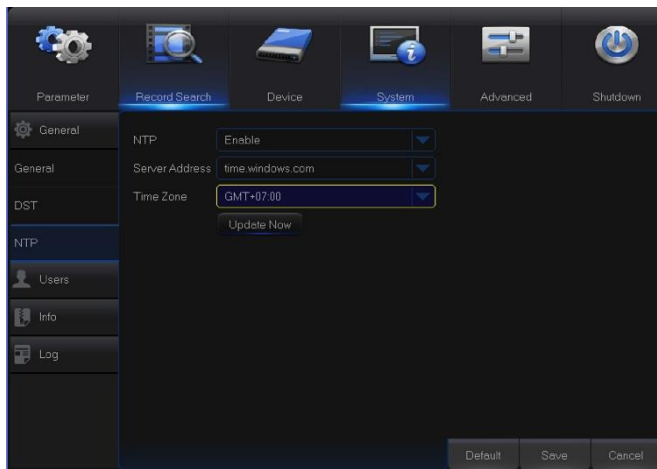 Parameter
Record Search
Device
System
Advanced
Shutdown
General
General
DST
NTP
Users
Info
Log
NTP
Enable
Server Address
time.windows.com
Time Zone
GMT+07:00
Update Now
Default
Save
Cancel